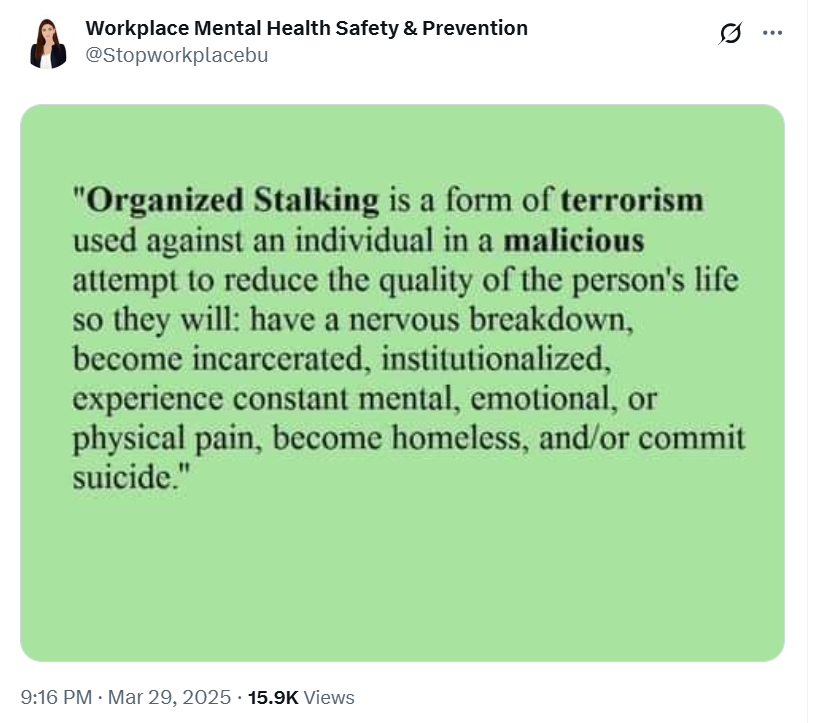 Workplace Mental Health Safety & Prevention
@Stopworkplacebu
"Organized Stalking is a form of terrorism
used against an individual in a malicious
attempt to reduce the quality of the person's life
so they will: have a nervous breakdown,
become incarcerated, institutionalized,
experience constant mental, emotional, or
physical pain, become homeless, and/or commit
suicide."
9:16 PM · Mar 29, 2025 · 15.9K Views